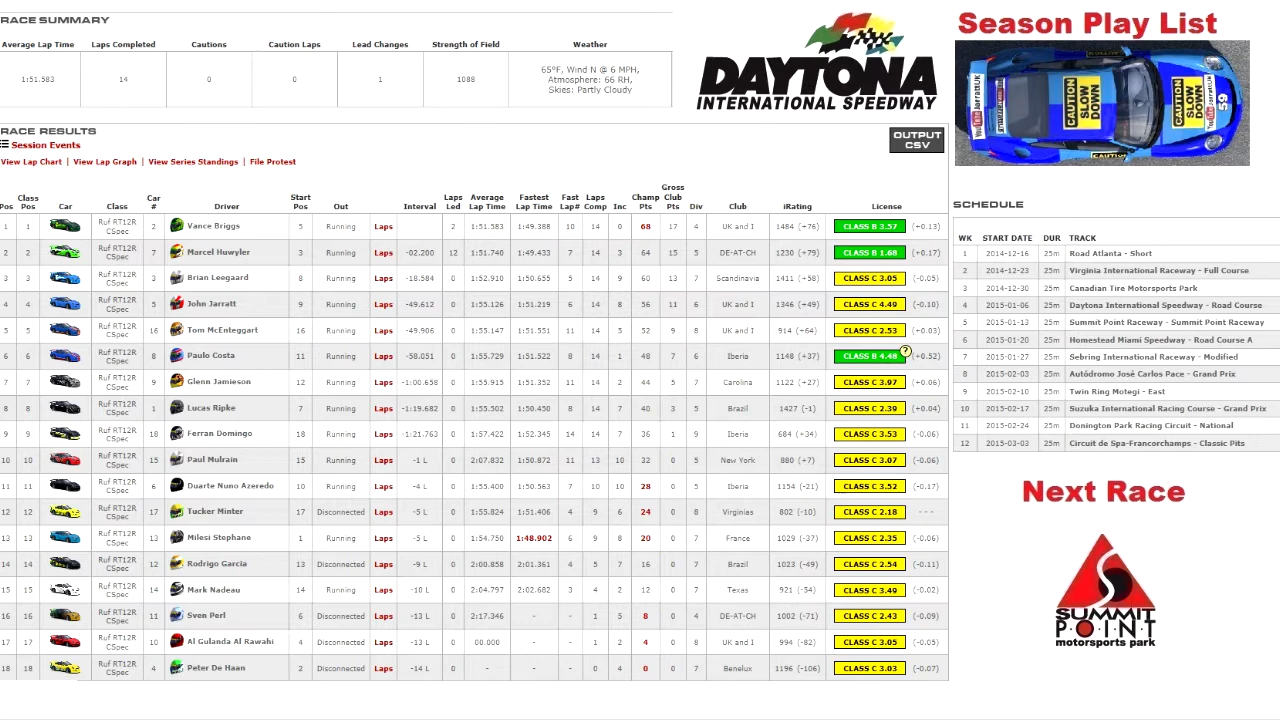 RACE SUMMARY
Average Lap Time Laps Completed Cautions Caution Laps Lead Changes Strength of Field Weather
1:51.583 14 0 0 1 1088 65°F, Wind N @ 6 MPH,
Atmosphere: 66 RH,
Skies: Partly Cloudy
DAYTONA
INTERNATIONAL SPEEDWAY
RACE RESULTS
Session Events
OUTPUT
CSV
View Lap Chart | View Lap Graph | View Series Standings | File Protest
Pos Class Pos Car Class Car # Driver Start Pos Out Interval Laps Led Average Lap Time Fastest Lap Time Fast Lap# Laps Comp Inc Champ Pts Gross Club Pts Div Club iRating License
1 1 Ruf RT12R CSpec 2 Vance Briggs 5 Running Laps 2 1:51.583 1:49.388 10 14 0 68 17 4 UK and I 1484 (+76) CLASS B 3.57 (+0.13)
2 2 Ruf RT12R CSpec 7 Marcel Huwyler 3 Running Laps -02.200 12 1:51.740 1:49.433 7 14 3 64 15 5 DE-AT-CH 1230 (+79) CLASS B 1.68 (+0.17)
3 3 Ruf RT12R CSpec 3 Brian Leegaard 8 Running Laps -18.584 0 1:52.910 1:50.655 5 14 9 60 13 7 Scandinavia 1411 (+58) CLASS C 3.05 (-0.05)
4 4 Ruf RT12R CSpec 5 John Jarratt 9 Running Laps -49.612 0 1:55.126 1:51.219 6 14 8 56 11 6 UK and I 1346 (+49) CLASS C 4.49 (-0.10)
5 5 Ruf RT12R CSpec 16 Tom McEnteggart 16 Running Laps -49.906 0 1:55.147 1:51.551 11 14 3 52 9 8 UK and I 914 (+64) CLASS C 2.53 (+0.03)
6 6 Ruf RT12R CSpec 8 Paulo Costa 11 Running Laps -58.051 0 1:55.729 1:51.522 8 14 1 48 7 6 Iberia 1148 (+37) CLASS B 4.48 ? (+0.52)
7 7 Ruf RT12R CSpec 9 Glenn Jamieson 12 Running Laps -1:00.658 0 1:55.915 1:51.352 11 14 2 44 5 7 Carolina 1122 (+27) CLASS C 3.97 (+0.06)
8 8 Ruf RT12R CSpec 1 Lucas Ripke 7 Running Laps -1:19.682 0 1:55.502 1:50.450 8 14 7 40 3 5 Brazil 1427 (-1) CLASS C 2.39 (+0.04)
9 9 Ruf RT12R CSpec 18 Ferran Domingo 18 Running Laps -1:21.763 0 1:57.422 1:52.345 14 14 7 36 1 9 Iberia 684 (+34) CLASS C 3.53 (-0.06)
10 10 Ruf RT12R CSpec 15 Paul Mulrain 15 Running Laps -1 L 0 2:07.832 1:50.872 11 13 10 32 0 5 New York 880 (+7) CLASS C 3.07 (-0.06)
11 11 Ruf RT12R CSpec 6 Duarte Nuno Azeredo 10 Running Laps -4 L 0 1:55.400 1:50.563 7 10 10 28 0 5 Iberia 1154 (-21) CLASS C 3.52 (-0.17)
12 12 Ruf RT12R CSpec 17 Tucker Minter 17 Disconnected Laps -5 L 0 1:55.824 1:51.406 4 9 6 24 0 8 Virginias 802 (-10) CLASS C 2.18 - - -
13 13 Ruf RT12R CSpec 13 Milesi Stephane 1 Running Laps -5 L 0 1:54.750 1:48.902 6 9 8 20 0 7 France 1029 (-37) CLASS C 2.35 (-0.06)
14 14 Ruf RT12R CSpec 12 Rodrigo Garcia 13 Disconnected Laps -9 L 0 2:00.858 2:01.361 4 5 7 16 0 7 Brazil 1023 (-49) CLASS C 2.54 (-0.11)
15 15 Ruf RT12R CSpec 14 Mark Nadeau 14 Running Laps -10 L 0 2:04.797 2:02.682 3 4 2 12 0 7 Texas 921 (-54) CLASS C 3.49 (-0.02)
16 16 Ruf RT12R CSpec 11 Sven Perl 6 Disconnected Laps -13 L 0 2:17.346 - - 1 5 8 0 4 DE-AT-CH 1002 (-71) CLASS C 2.43 (-0.09)
17 17 Ruf RT12R CSpec 10 Al Gulanda Al Rawahi 4 Disconnected Laps 0 00.000 - - 1 2 4 0 7 UK and I 994 (-82) CLASS C 3.05 (-0.05)
18 18 Ruf RT12R CSpec 4 Peter De Haan 2 Disconnected Laps -14 L 0 - - - 0 4 0 0 7 Benelux 1196 (-106) CLASS C 3.03 (-0.07)
Season Play List
CAUTION
SLOW
DOWN
CAUTION
SLOW
DOWN
59
SCHEDULE
WK START DATE DUR TRACK
1 2014-12-16 25m Road Atlanta - Short
2 2014-12-23 25m Virginia International Raceway - Full Course
3 2014-12-30 25m Canadian Tire Motorsports Park
4 2015-01-06 25m Daytona International Speedway - Road Course
5 2015-01-13 25m Summit Point Raceway - Summit Point Raceway
6 2015-01-20 25m Homestead Miami Speedway - Road Course A
7 2015-01-27 25m Sebring International Raceway - Modified
8 2015-02-03 25m Autódromo José Carlos Pace - Grand Prix
9 2015-02-10 25m Twin Ring Motegi - East
10 2015-02-17 25m Suzuka International Racing Course - Grand Prix
11 2015-02-24 25m Donington Park Racing Circuit - National
12 2015-03-03 25m Circuit de Spa-Francorchamps - Classic Pits
Next Race
SUMMIT
POINT
motorsports park